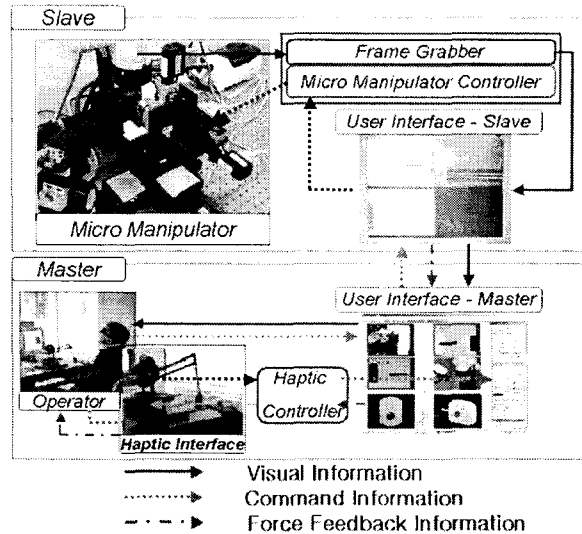 Slave
Frame Grabber
Micro Manipulator Controller
User Interface - Slave
Micro Manipulator
Master
User Interface - Master
Operator
Haptic Interface
Haptic
Controller
Visual Information
Command Information
Force Feedback Information